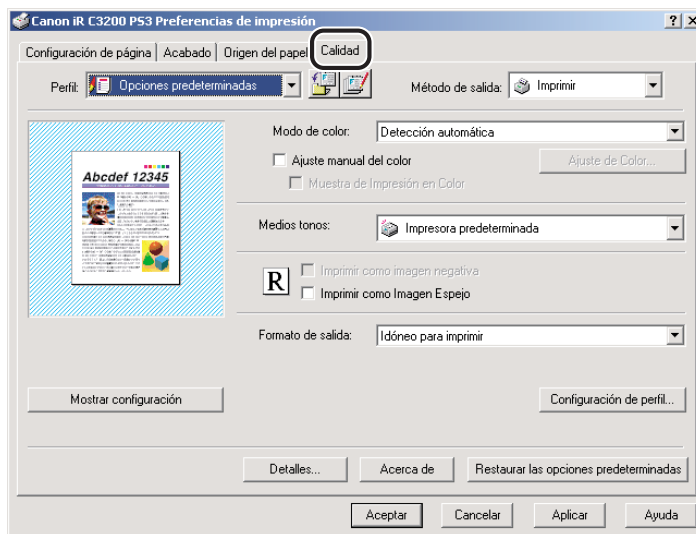 Canon iR C3200 PS3 Preferencias de impresión
Configuración de página Acabado Origen del papel Calidad
Perfil: Opciones predeterminadas Método de salida: Imprimir
Modo de color: Detección automática
Abcdef 12345
Ajuste manual del color Ajuste de Color...
Muestra de Impresión en Color
Medios tonos: Impresora predeterminada
R
Imprimir como imagen negativa
Imprimir como Imagen Espejo
Formato de salida: Idóneo para imprimir
Mostrar configuración Configuración de perfil...
Detalles... Acerca de Restaurar las opciones predeterminadas
Aceptar Cancelar Aplicar Ayuda